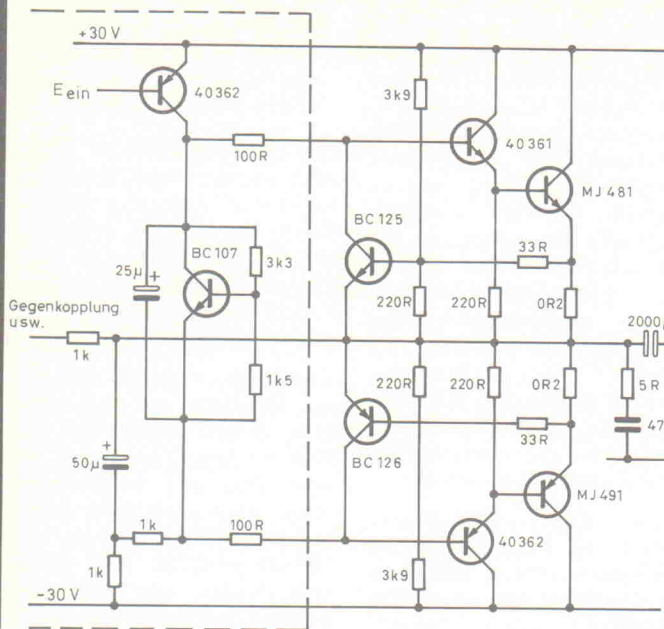 +30 V
Eein
40362
3k9
100R
40361
MJ 481
BC 125
BC 107
3k3
25µ
+
33R
Gegenkopplung
usw.
220R
220R
0R2
2000µ
1k
1k5
5R
220R
220R
0R2
+
33R
47
50µ
BC 126
MJ 491
1k
100R
40362
1k
3k9
-30 V